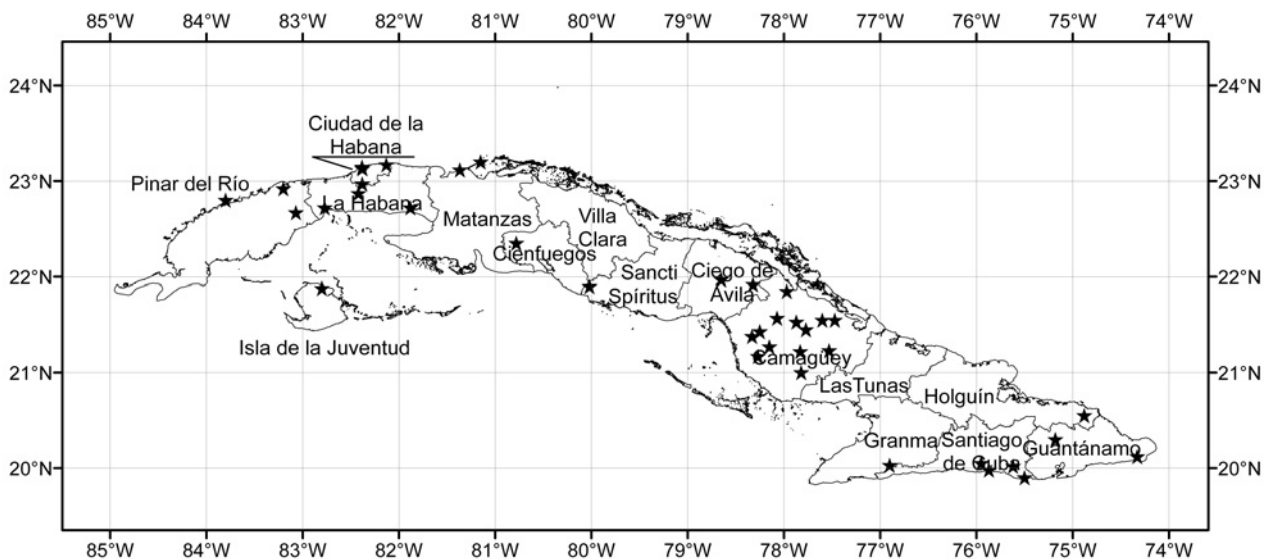 85°W 84°W 83°W 82°W 81°W 80°W 79°W 78°W 77°W 76°W 75°W 74°W
24°N 24°N
Ciudad de la
Habana
23°N 23°N
Pinar del Río
La Habana
Matanzas
Villa
Clara
Cienfuegos
22°N 22°N
Sancti
Spíritus
Ciego de
Ávila
Isla de la Juventud
21°N 21°N
Camagüey
LasTunas
Holguín
Granma
Santiago
de Cuba
Guantánamo
20°N 20°N
85°W 84°W 83°W 82°W 81°W 80°W 79°W 78°W 77°W 76°W 75°W 74°W